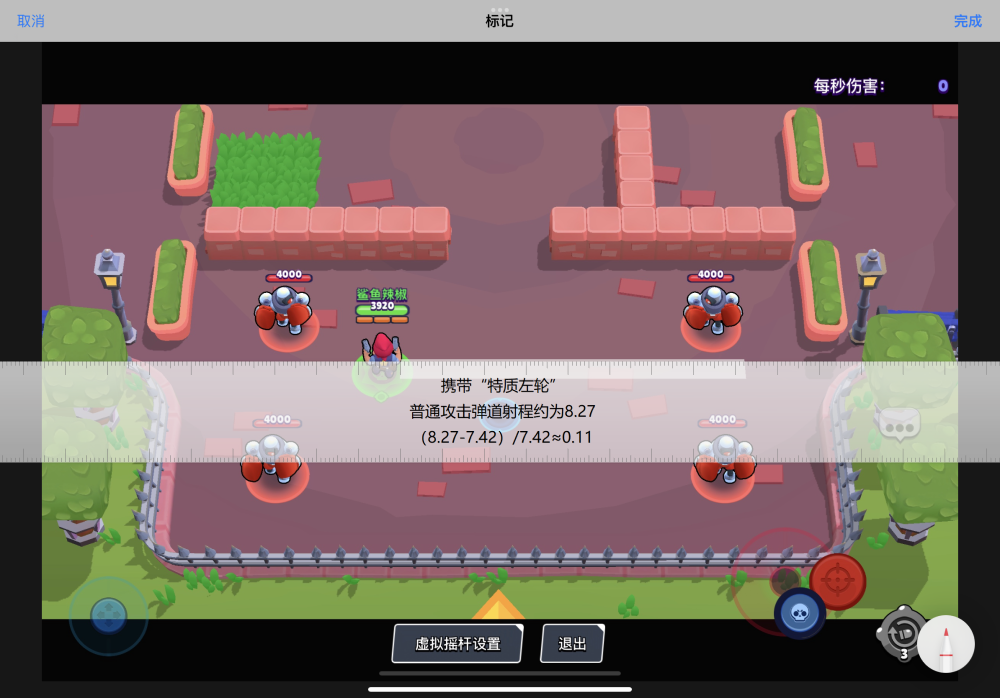 取消
标记
完成
每秒伤害：
0
4000
4000
鲨鱼辣椒
3920
携带“特质左轮”
普通攻击弹道射程约为8.27
（8.27-7.42）/7.42≈0.11
4000
4000
虚拟摇杆设置
退出
3